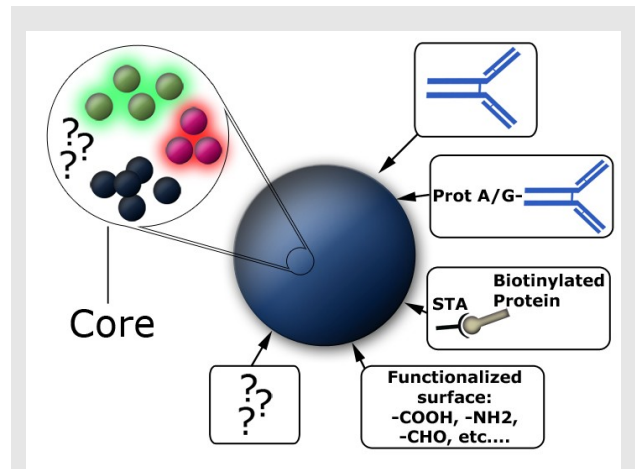 ?
?
?
Core
Prot A/G-
Biotinylated
Protein
STA
Functionalized
surface:
-COOH, -NH2,
-CHO, etc....
?
?
?